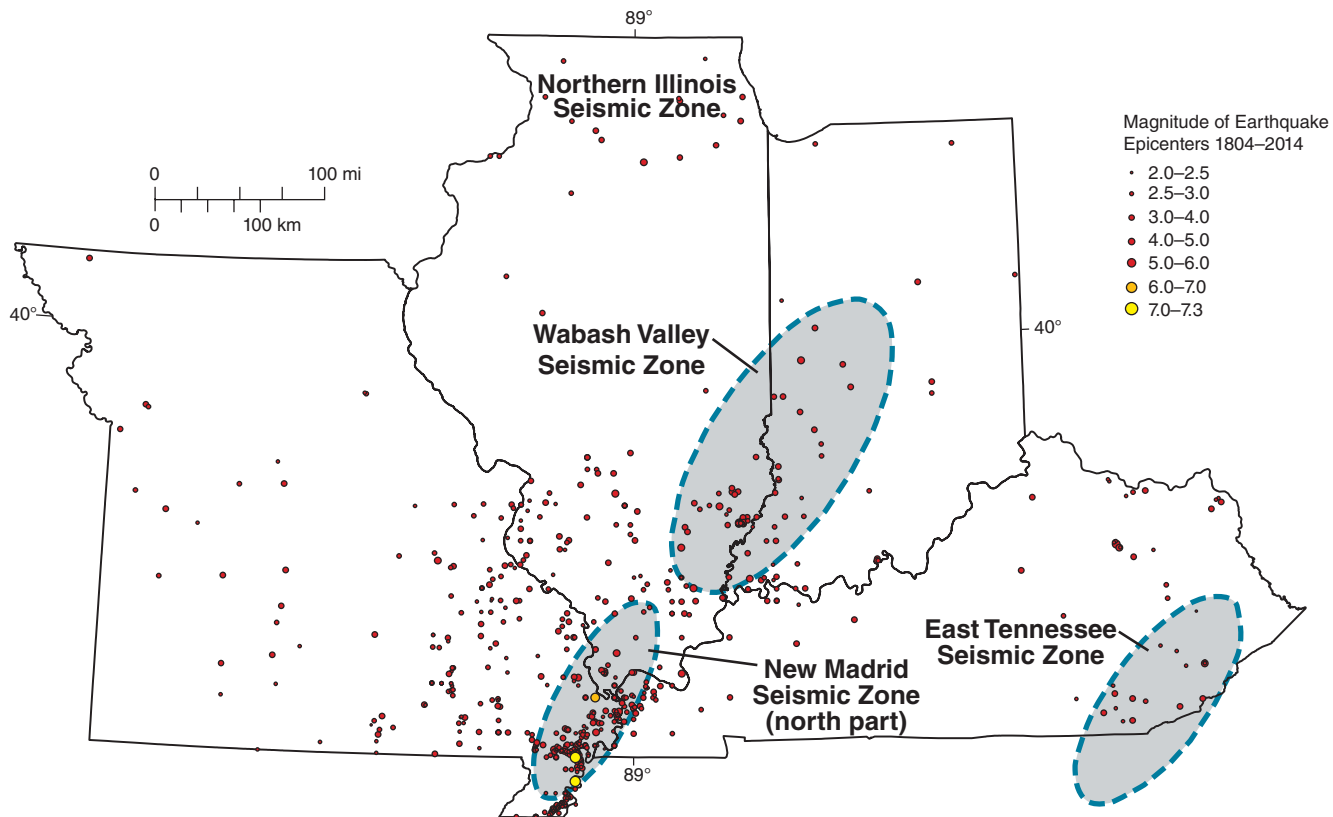 89°
Northern Illinois
Seismic Zone
Magnitude of Earthquake
Epicenters 1804–2014
2.0–2.5
2.5–3.0
3.0–4.0
4.0–5.0
5.0–6.0
6.0–7.0
7.0–7.3
0 100 mi
0 100 km
40°
40°
Wabash Valley
Seismic Zone
East Tennessee
Seismic Zone
New Madrid
Seismic Zone
(north part)
89°